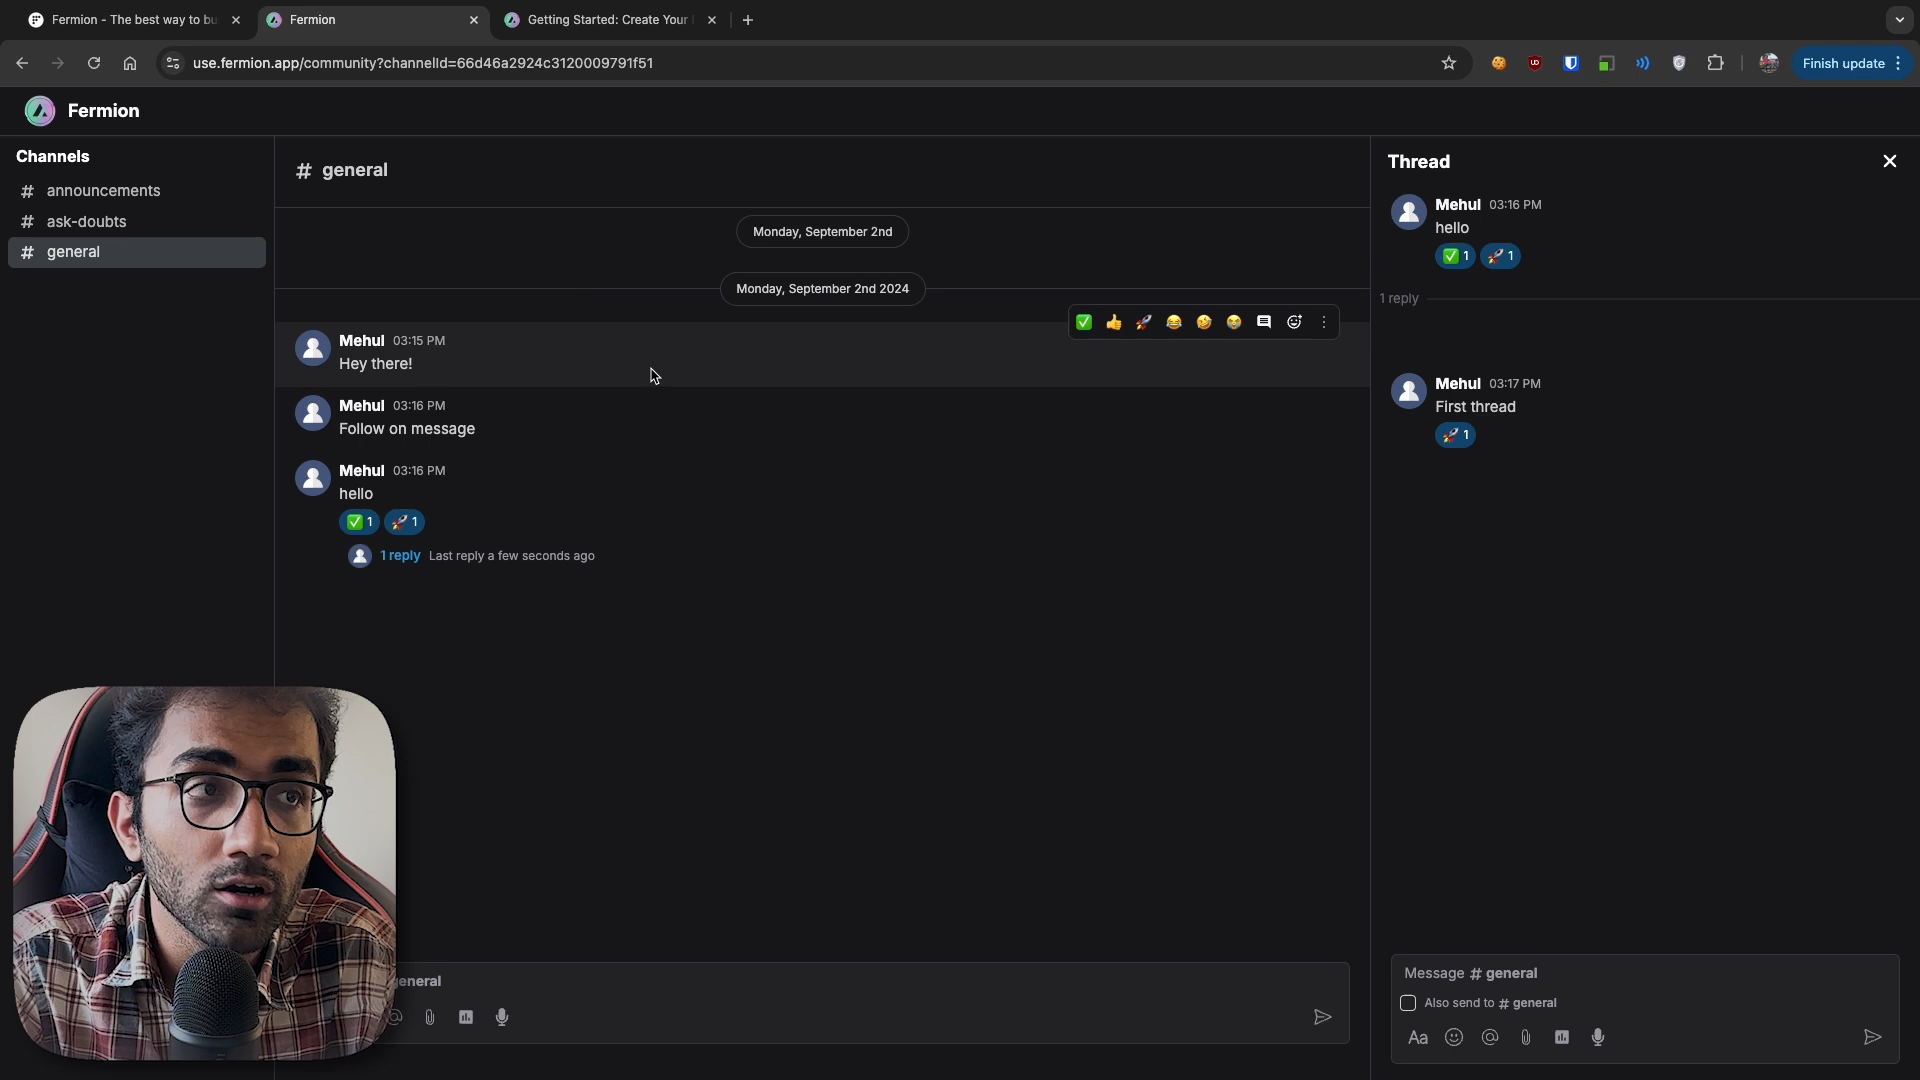 Fermion - The best way to bu
Fermion
Getting Started: Create Your
use.fermion.app/community?channelId=66d46a2924c3120009791f51
Finish update
Fermion
Channels
# announcements
# ask-doubts
# general
# general
Monday, September 2nd
Monday, September 2nd 2024
Mehul 03:15 PM
Hey there!
Mehul 03:16 PM
Follow on message
Mehul 03:16 PM
hello
1 1
1 reply Last reply a few seconds ago
general
Thread
Mehul 03:16 PM
hello
1 1
1 reply
Mehul 03:17 PM
First thread
1
Message # general
Also send to # general
Aa